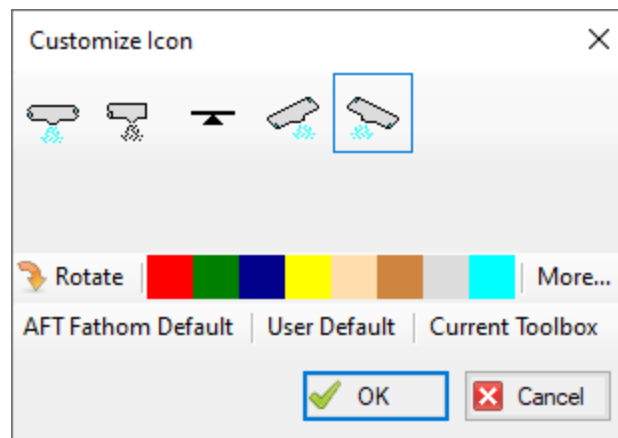 Customize Icon
Rotate More...
AFT Fathom Default User Default Current Toolbox
OK Cancel